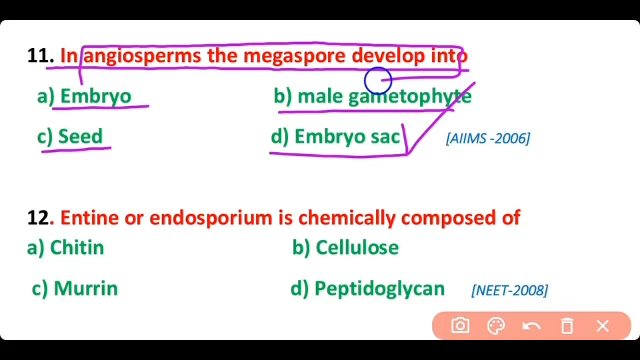 11. In angiosperms the megaspore develop into
a) Embryo b) male gametophyte
c) Seed d) Embryo sac [AIIMS -2006]
12. Entine or endosporium is chemically composed of
a) Chitin b) Cellulose
c) Murrin d) Peptidoglycan [NEET-2008]